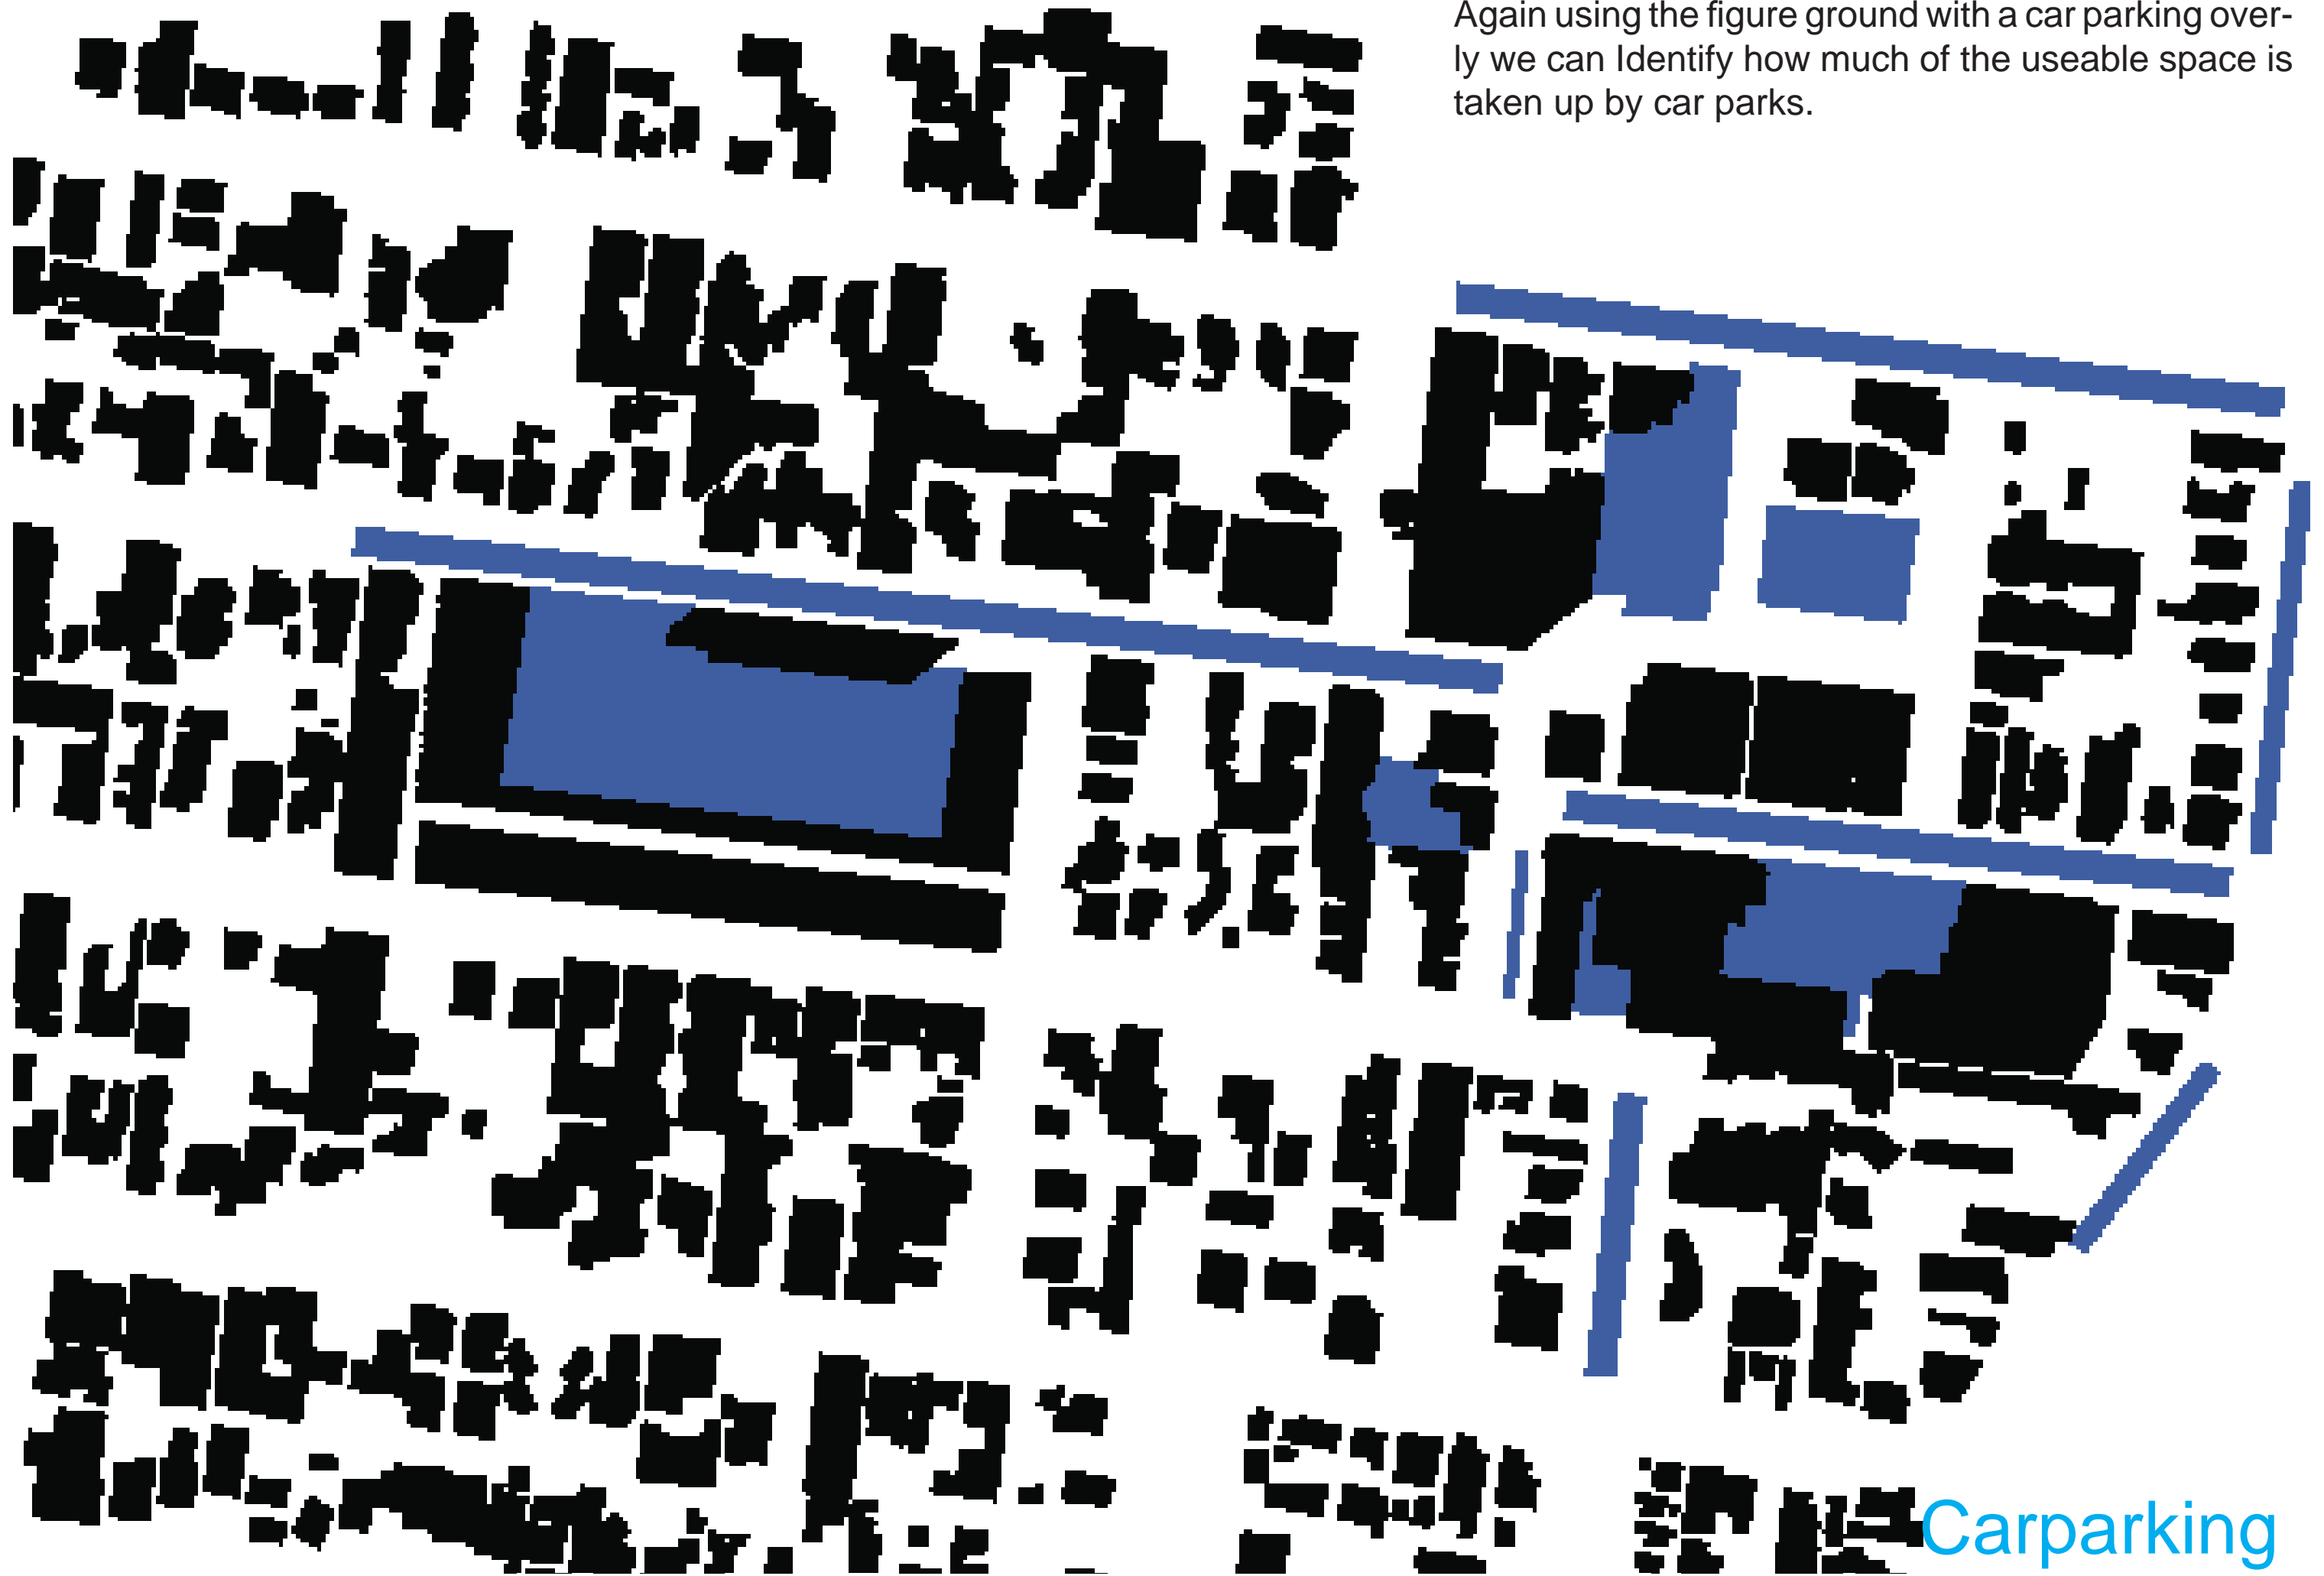 Again using the figure ground with a car parking over-
ly we can Identify how much of the useable space is
taken up by car parks.
Carparking